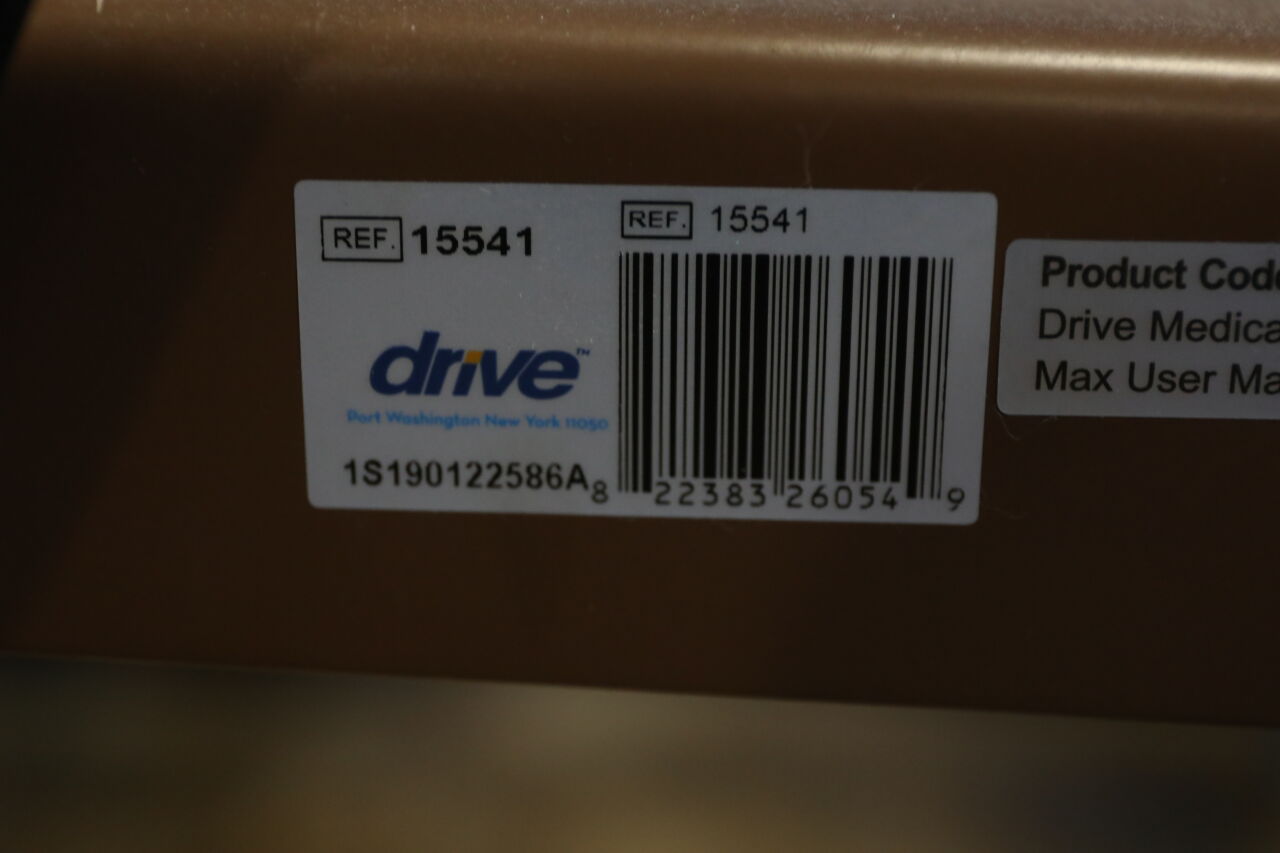 REF. 15541
drive™
Port Washington New York 11050
1S190122586A
REF. 15541
8 22383 26054 9
Product Code
Drive Medica
Max User Ma